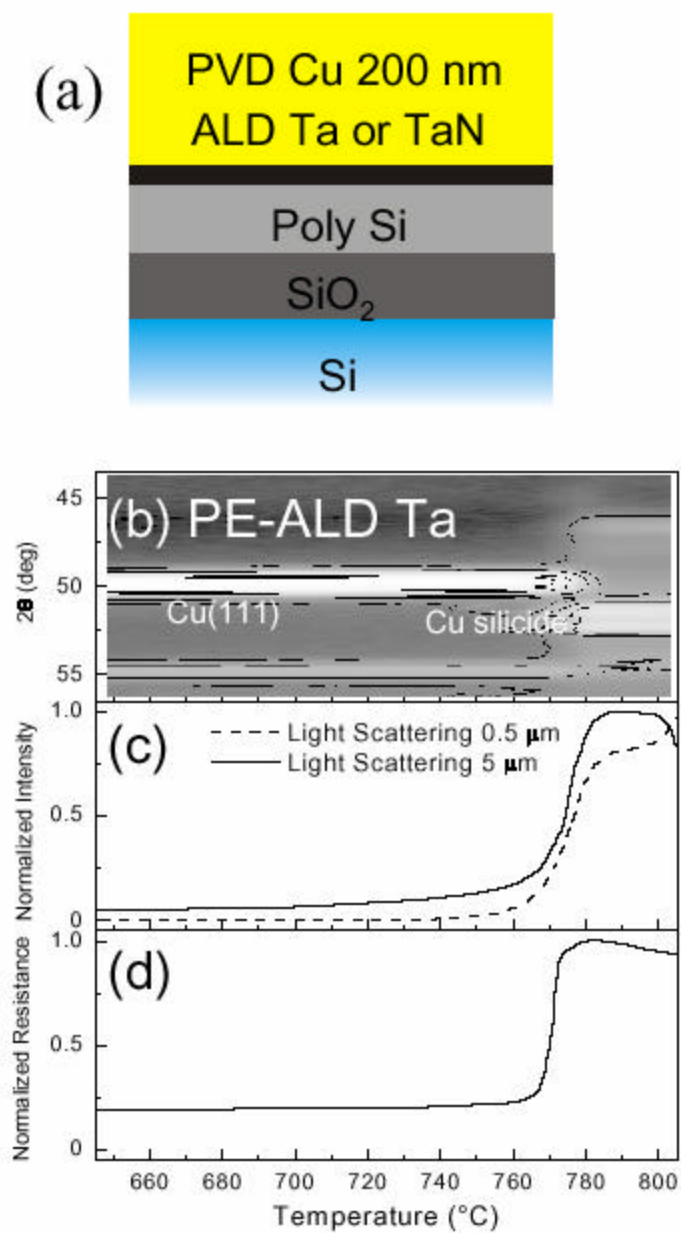 (a)
PVD Cu 200 nm
ALD Ta or TaN
Poly Si
SiO₂
Si
(b) PE-ALD Ta
45
50
55
2θ (deg)
Cu(111)
Cu silicide
(c)
Light Scattering 0.5 μm
Light Scattering 5 μm
1.0
0.5
0
Normalized Intensity
(d)
1.0
0.5
0
Normalized Resistance
660 680 700 720 740 760 780 800
Temperature (°C)